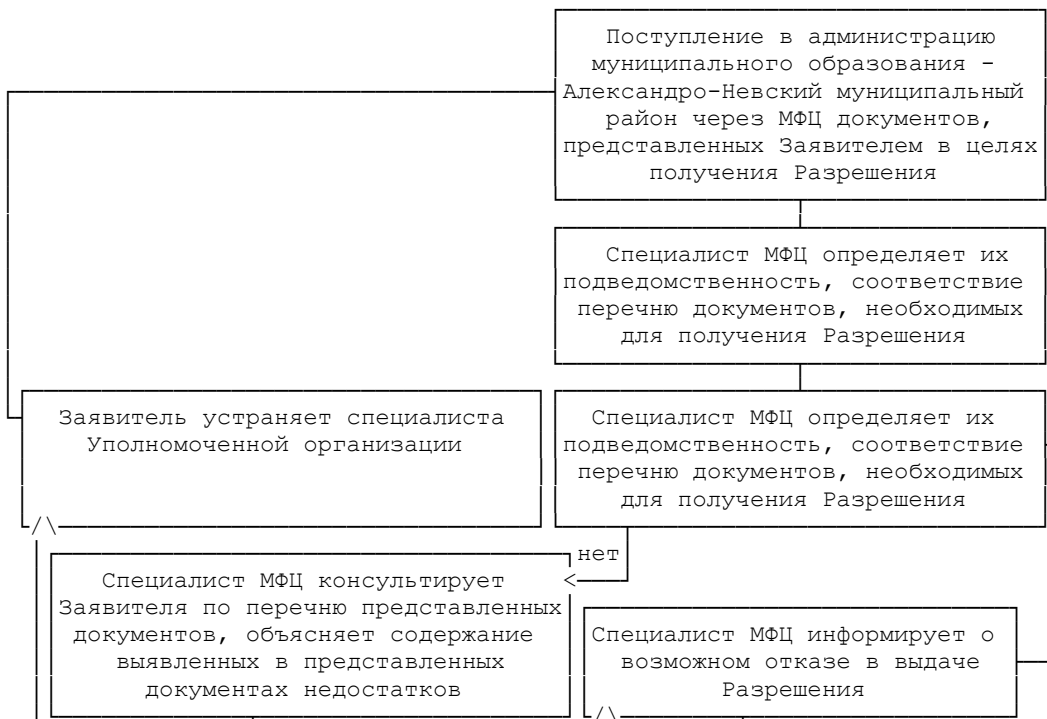 Поступление в администрацию
муниципального образования -
Александро-Невский муниципальный
район через МФЦ документов,
представленных Заявителем в целях
получения Разрешения
Специалист МФЦ определяет их
подведомственность, соответствие
перечню документов, необходимых
для получения Разрешения
Заявитель устраняет специалиста
Уполномоченной организации
Специалист МФЦ определяет их
подведомственность, соответствие
перечню документов, необходимых
для получения Разрешения
нет
Специалист МФЦ консультирует
Заявителя по перечню представленных
документов, объясняет содержание
выявленных в представленных
документах недостатков
Специалист МФЦ информирует о
возможном отказе в выдаче
Разрешения